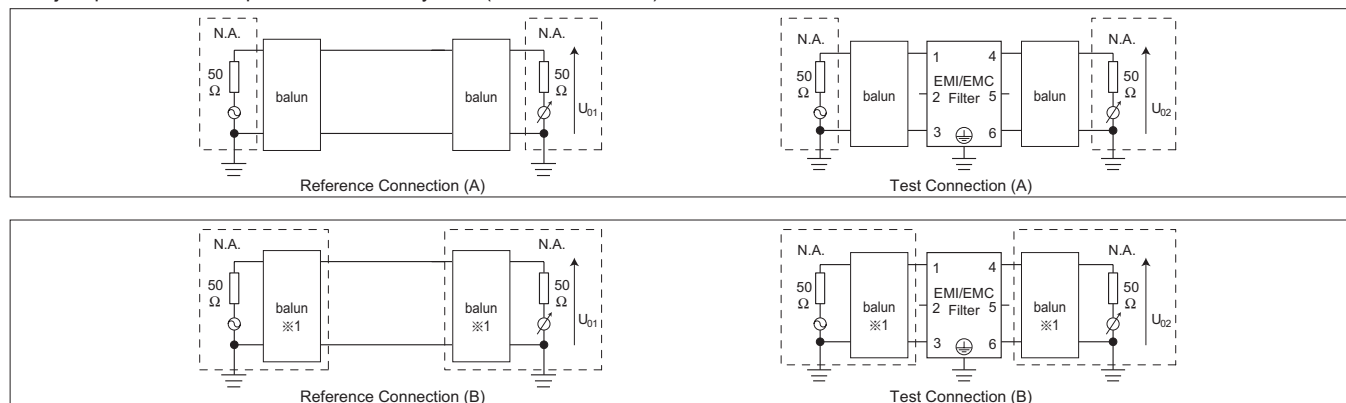 N.A.
N.A.
50
Ω
balun
balun
50
Ω
U01
Reference Connection (A)
N.A.
N.A.
50
Ω
balun
1 4
EMI/EMC
2 Filter 5
3 6
balun
50
Ω
U02
Test Connection (A)
N.A.
N.A.
50
Ω
balun
※1
balun
※1
50
Ω
U01
Reference Connection (B)
N.A.
N.A.
50
Ω
balun
※1
1 4
EMI/EMC
2 Filter 5
3 6
balun
※1
50
Ω
U02
Test Connection (B)